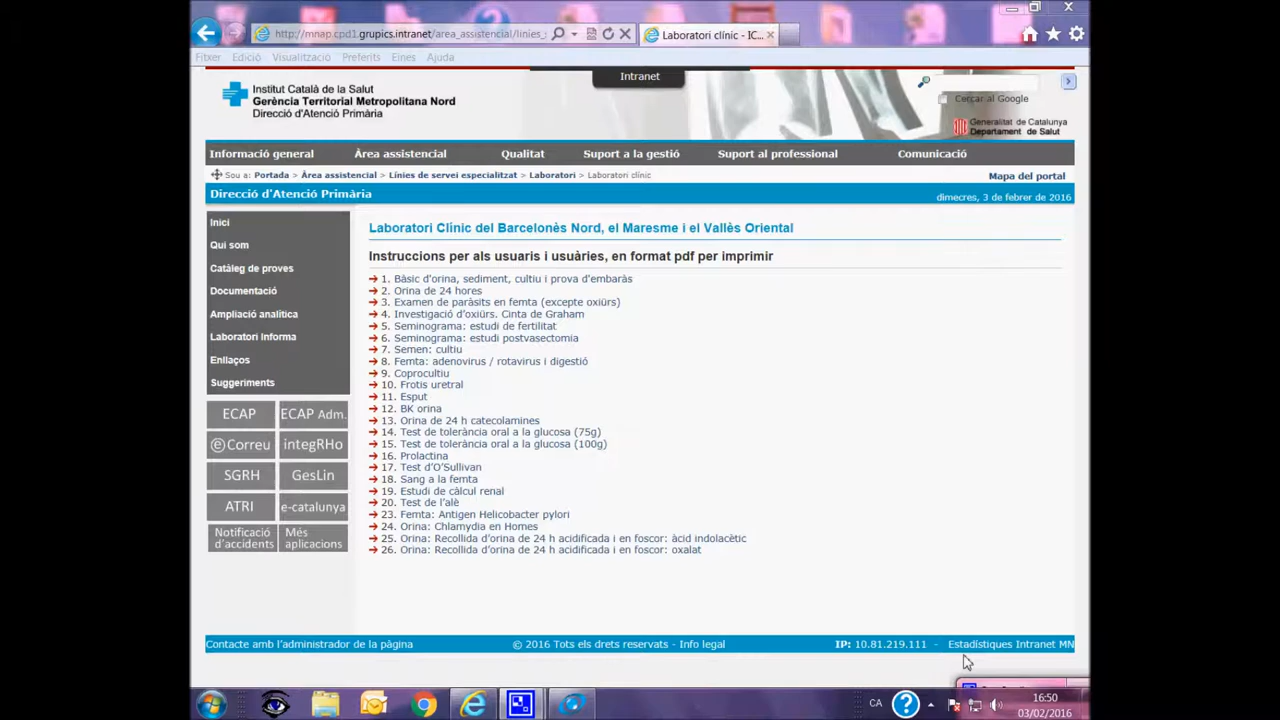 http://mnap.cpd1.grupics.intranet/area_assistencial/linies_s
Laboratori clínic - IC...
Fitxer Edició Visualització Preferits Eines Ajuda
Intranet
Institut Català de la Salut
Gerència Territorial Metropolitana Nord
Direcció d'Atenció Primària
Cercar al Google
Generalitat de Catalunya
Departament de Salut
Informació general Àrea assistencial Qualitat Suport a la gestió Suport al professional Comunicació
Sou a: Portada > Àrea assistencial > Línies de servei especialitzat > Laboratori > Laboratori clínic
Mapa del portal
Direcció d'Atenció Primària
dimecres, 3 de febrer de 2016
Inici
Qui som
Catàleg de proves
Documentació
Ampliació analítica
Laboratori Informa
Enllaços
Suggeriments
ECAP ECAP Adm.
eCorreu integRHo
SGRH GesLin
ATRI e-catalunya
Notificació d'accidents
Més aplicacions
Laboratori Clínic del Barcelonès Nord, el Maresme i el Vallès Oriental
Instruccions per als usuaris i usuàries, en format pdf per imprimir
1. Bàsic d'orina, sediment, cultiu i prova d'embaràs
2. Orina de 24 hores
3. Examen de paràsits en femta (excepte oxiürs)
4. Investigació d'oxiürs. Cinta de Graham
5. Seminograma: estudi de fertilitat
6. Seminograma: estudi postvasectomia
7. Semen: cultiu
8. Femta: adenovirus / rotavirus i digestió
9. Coprocultiu
10. Frotis uretral
11. Esput
12. BK orina
13. Orina de 24 h catecolamines
14. Test de tolerància oral a la glucosa (75g)
15. Test de tolerància oral a la glucosa (100g)
16. Prolactina
17. Test d'O'Sullivan
18. Sang a la femta
19. Estudi de càlcul renal
20. Test de l'alè
23. Femta: Antigen Helicobacter pylori
24. Orina: Chlamydia en Homes
25. Orina: Recollida d'orina de 24 h acidificada i en foscor: àcid indolacètic
26. Orina: Recollida d'orina de 24 h acidificada i en foscor: oxalat
Contacte amb l'administrador de la pàgina
© 2016 Tots els drets reservats - Info legal
IP: 10.81.219.111 - Estadístiques Intranet MN
CA
16:50
03/02/2016